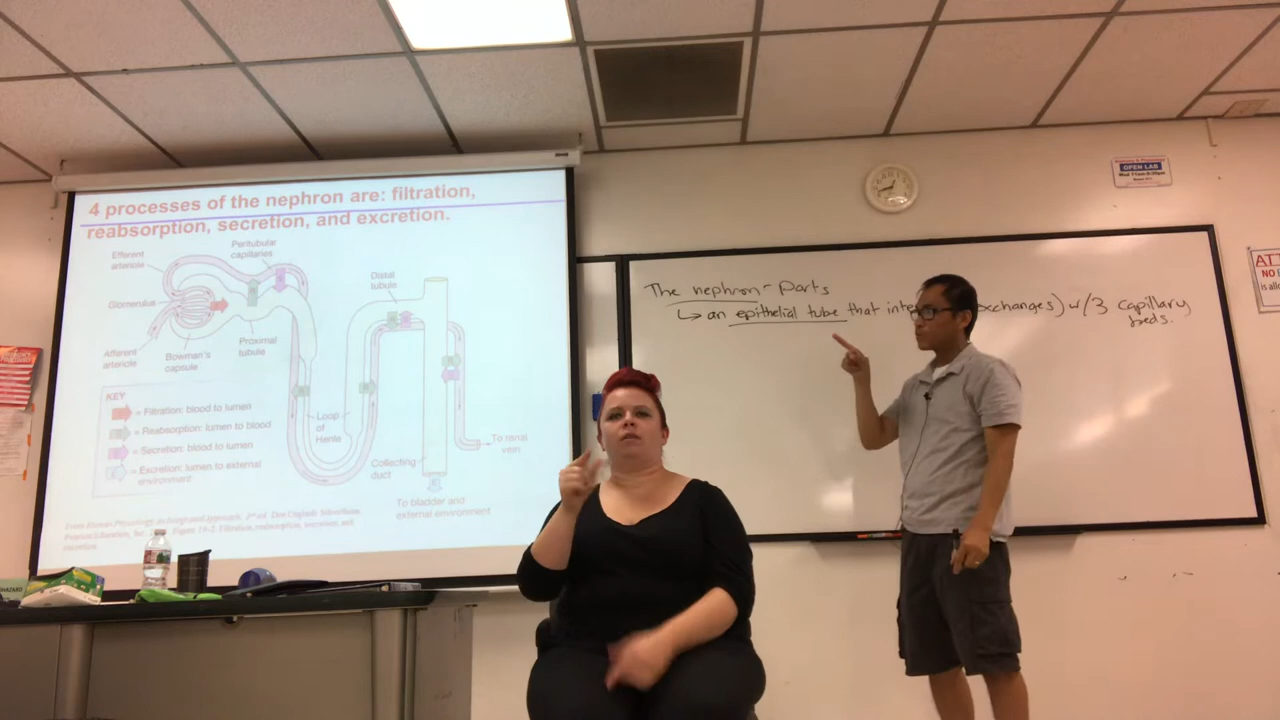 4 processes of the nephron are: filtration,
reabsorption, secretion, and excretion.
Efferent
arteriole
Peritubular
capillaries
Glomerulus
Distal
tubule
Afferent
arteriole
Bowman's
capsule
Proximal
tubule
KEY
= Filtration: blood to lumen
= Reabsorption: lumen to blood
= Secretion: blood to lumen
= Excretion: lumen to external
environment
Loop
of
Henle
Collecting
duct
To renal
vein
To bladder and
external environment
The nephron - Parts
↳ an epithelial tube that xchanges) w/ 3 capillary
beds.
OPEN LAB
NO